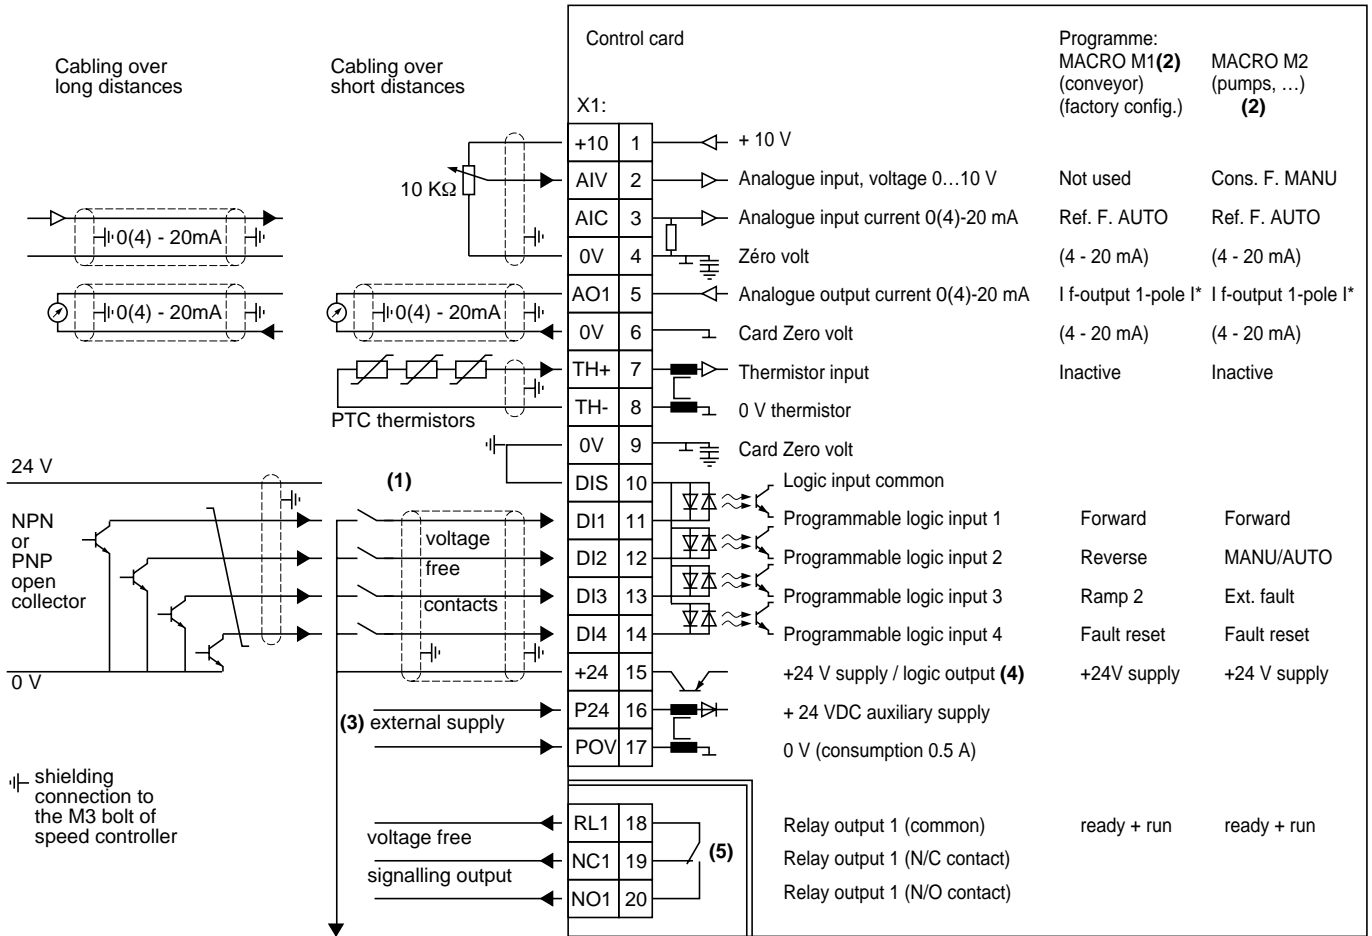 Control card
Programme:
MACRO M1(2)
(conveyor)
(factory config.)
MACRO M2
(pumps, …)
(2)
Cabling over
long distances
Cabling over
short distances
X1:
+10 1 + 10 V
10 KΩ
AIV 2 Analogue input, voltage 0…10 V Not used Cons. F. MANU
AIC 3 Analogue input current 0(4)-20 mA Ref. F. AUTO Ref. F. AUTO
0(4) - 20mA
0V 4 Zéro volt (4 - 20 mA) (4 - 20 mA)
AO1 5 Analogue output current 0(4)-20 mA I f-output 1-pole I* I f-output 1-pole I*
0(4) - 20mA 0(4) - 20mA
0V 6 Card Zero volt (4 - 20 mA) (4 - 20 mA)
TH+ 7 Thermistor input Inactive Inactive
TH- 8 0 V thermistor
PTC thermistors
0V 9 Card Zero volt
24 V
(1)
DIS 10 Logic input common
NPN
or
PNP
open
collector
voltage
free
contacts
DI1 11 Programmable logic input 1 Forward Forward
DI2 12 Programmable logic input 2 Reverse MANU/AUTO
DI3 13 Programmable logic input 3 Ramp 2 Ext. fault
DI4 14 Programmable logic input 4 Fault reset Fault reset
0 V
+24 15 +24 V supply / logic output (4) +24V supply +24 V supply
(3) external supply
P24 16 + 24 VDC auxiliary supply
POV 17 0 V (consumption 0.5 A)
shielding
connection to
the M3 bolt of
speed controller
voltage free
signalling output
RL1 18 Relay output 1 (common) ready + run ready + run
NC1 19 (5) Relay output 1 (N/C contact)
NO1 20 Relay output 1 (N/O contact)